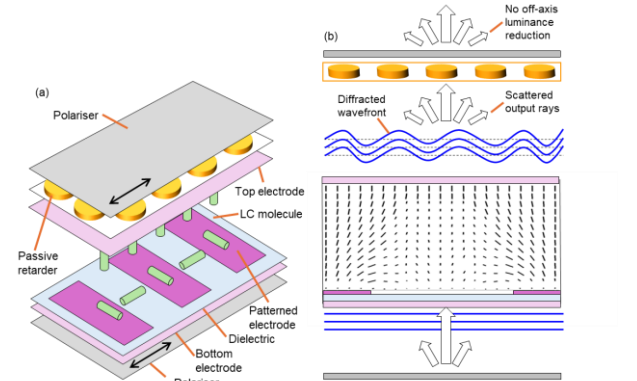 (a)
Polariser
Passive
retarder
Top electrode
LC molecule
Patterned
electrode
Dielectric
Bottom
electrode
Polariser
(b)
No off-axis
luminance
reduction
Diffracted
wavefront
Scattered
output rays